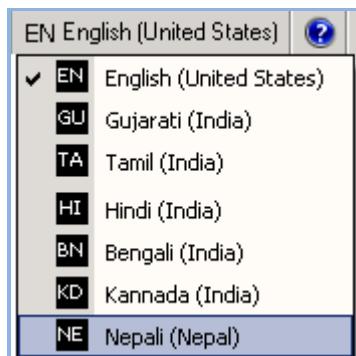 EN English (United States) ?
EN English (United States)
GU Gujarati (India)
TA Tamil (India)
HI Hindi (India)
BN Bengali (India)
KD Kannada (India)
NE Nepali (Nepal)